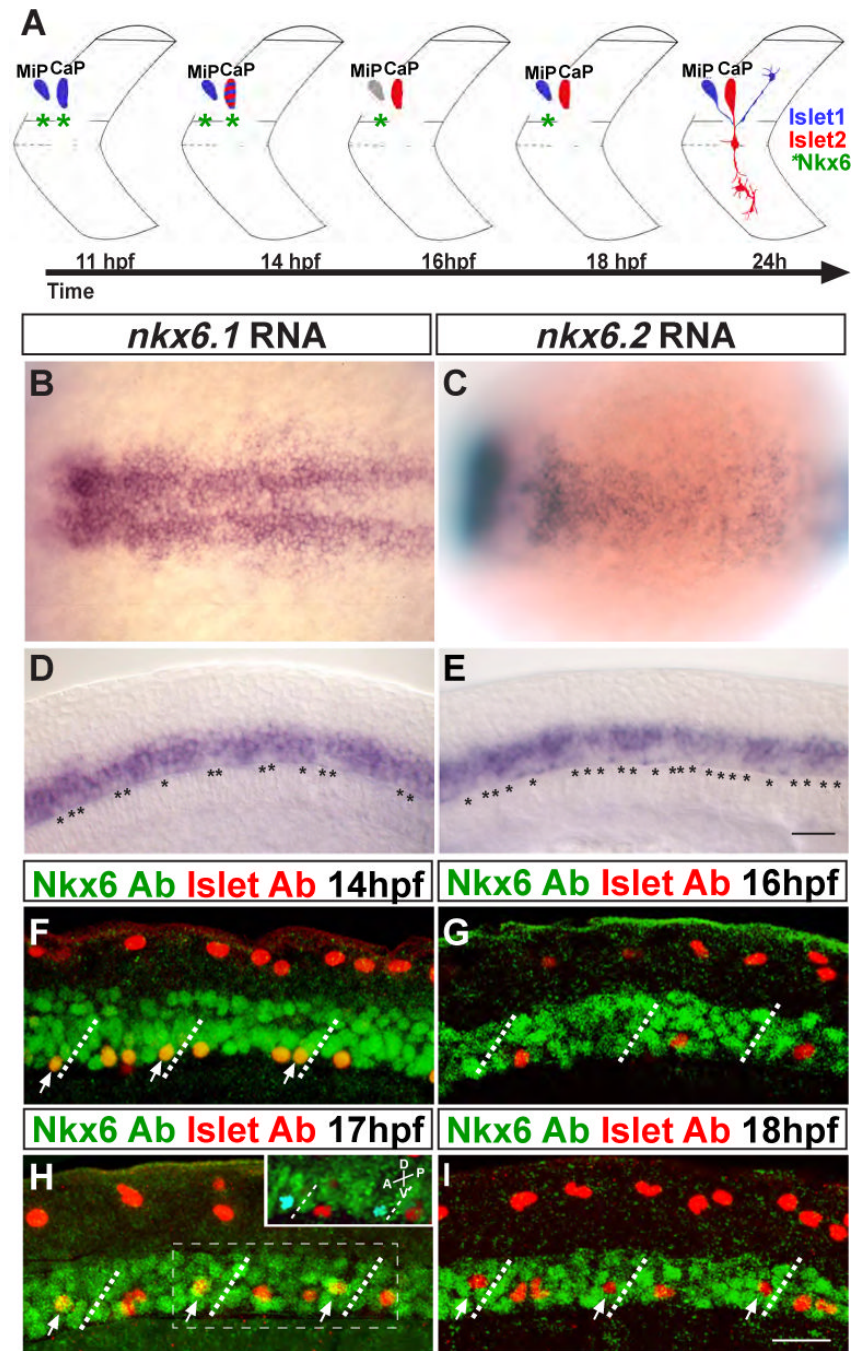 A
MiP CaP
MiP CaP
MiP CaP
MiP CaP
MiP CaP
* *
* *
*
*
Islet1
Islet2
*Nkx6
11 hpf 14 hpf 16hpf 18 hpf 24h
Time
nkx6.1 RNA nkx6.2 RNA
B C
D E
*** ** * ** ** * ** **
* *** * *** ** * *** *** * ** **
Nkx6 Ab Islet Ab 14hpf Nkx6 Ab Islet Ab 16hpf
F G
Nkx6 Ab Islet Ab 17hpf Nkx6 Ab Islet Ab 18hpf
H I
D
A P
V